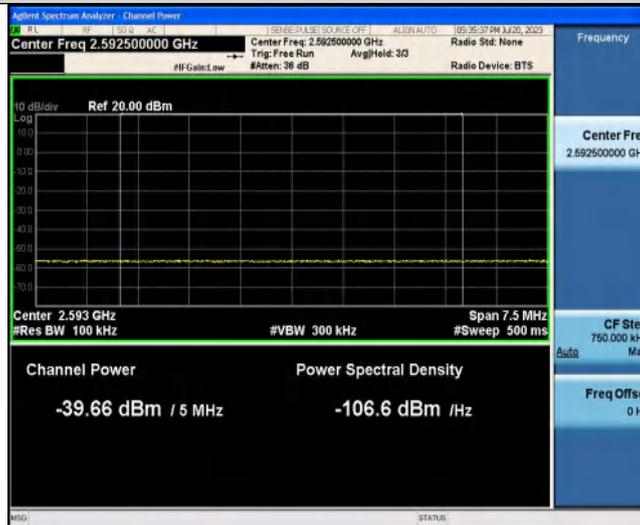 Agilent Spectrum Analyzer - Channel Power
RL RF 50 Ω AC SENSE:PULSE SOURCE OFF ALIGN AUTO 05:35:37 PM Jul 20, 2023
Center Freq 2.592500000 GHz Center Freq: 2.592500000 GHz Radio Std: None
Trig: Free Run Avg|Hold: 3/3
#IFGain:Low #Atten: 36 dB Radio Device: BTS
Frequency
10 dB/div Ref 20.00 dBm
Log
10.0
0.00
-10.0
-20.0
-30.0
-40.0
-50.0
-60.0
-70.0
Center 2.593 GHz Span 7.5 MHz
#Res BW 100 kHz #VBW 300 kHz #Sweep 500 ms
Channel Power Power Spectral Density
-39.66 dBm / 5 MHz -106.6 dBm /Hz
Center Fre
2.592500000 GH
CF Ste
750.000 kH
Auto Ma
Freq Offs
0 H
MSG STATUS